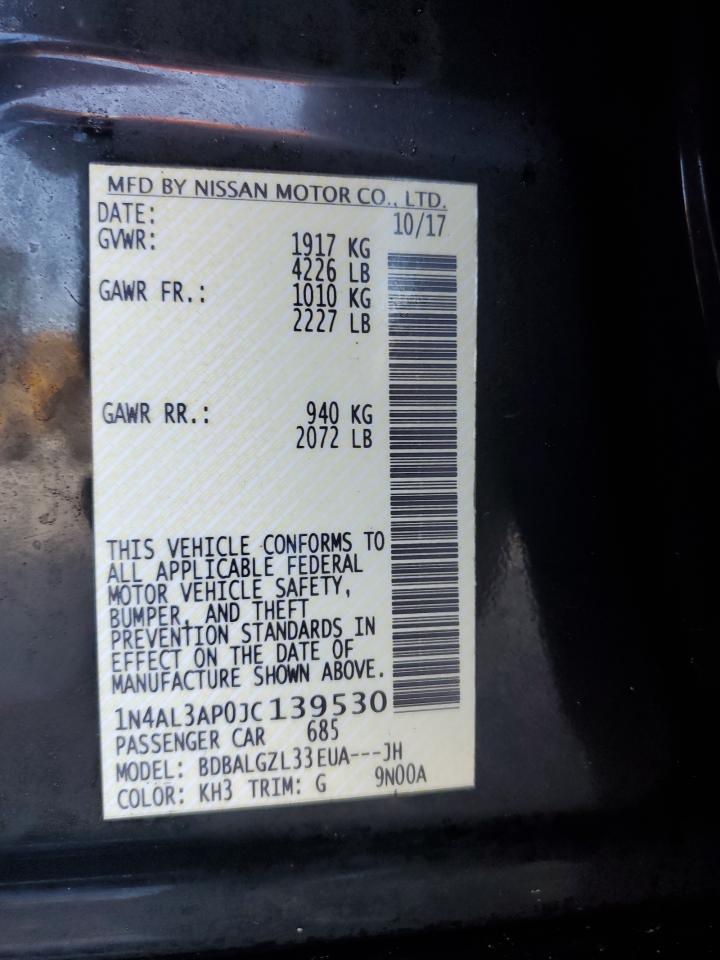 MFD BY NISSAN MOTOR CO., LTD.
DATE: 10/17
GVWR: 1917 KG
4226 LB
GAWR FR.: 1010 KG
2227 LB
GAWR RR.: 940 KG
2072 LB
THIS VEHICLE CONFORMS TO
ALL APPLICABLE FEDERAL
MOTOR VEHICLE SAFETY,
BUMPER, AND THEFT
PREVENTION STANDARDS IN
EFFECT ON THE DATE OF
MANUFACTURE SHOWN ABOVE.
1N4AL3AP0JC139530
PASSENGER CAR 685
MODEL: BDBALGZL33EUA---JH
COLOR: KH3 TRIM: G 9N00A